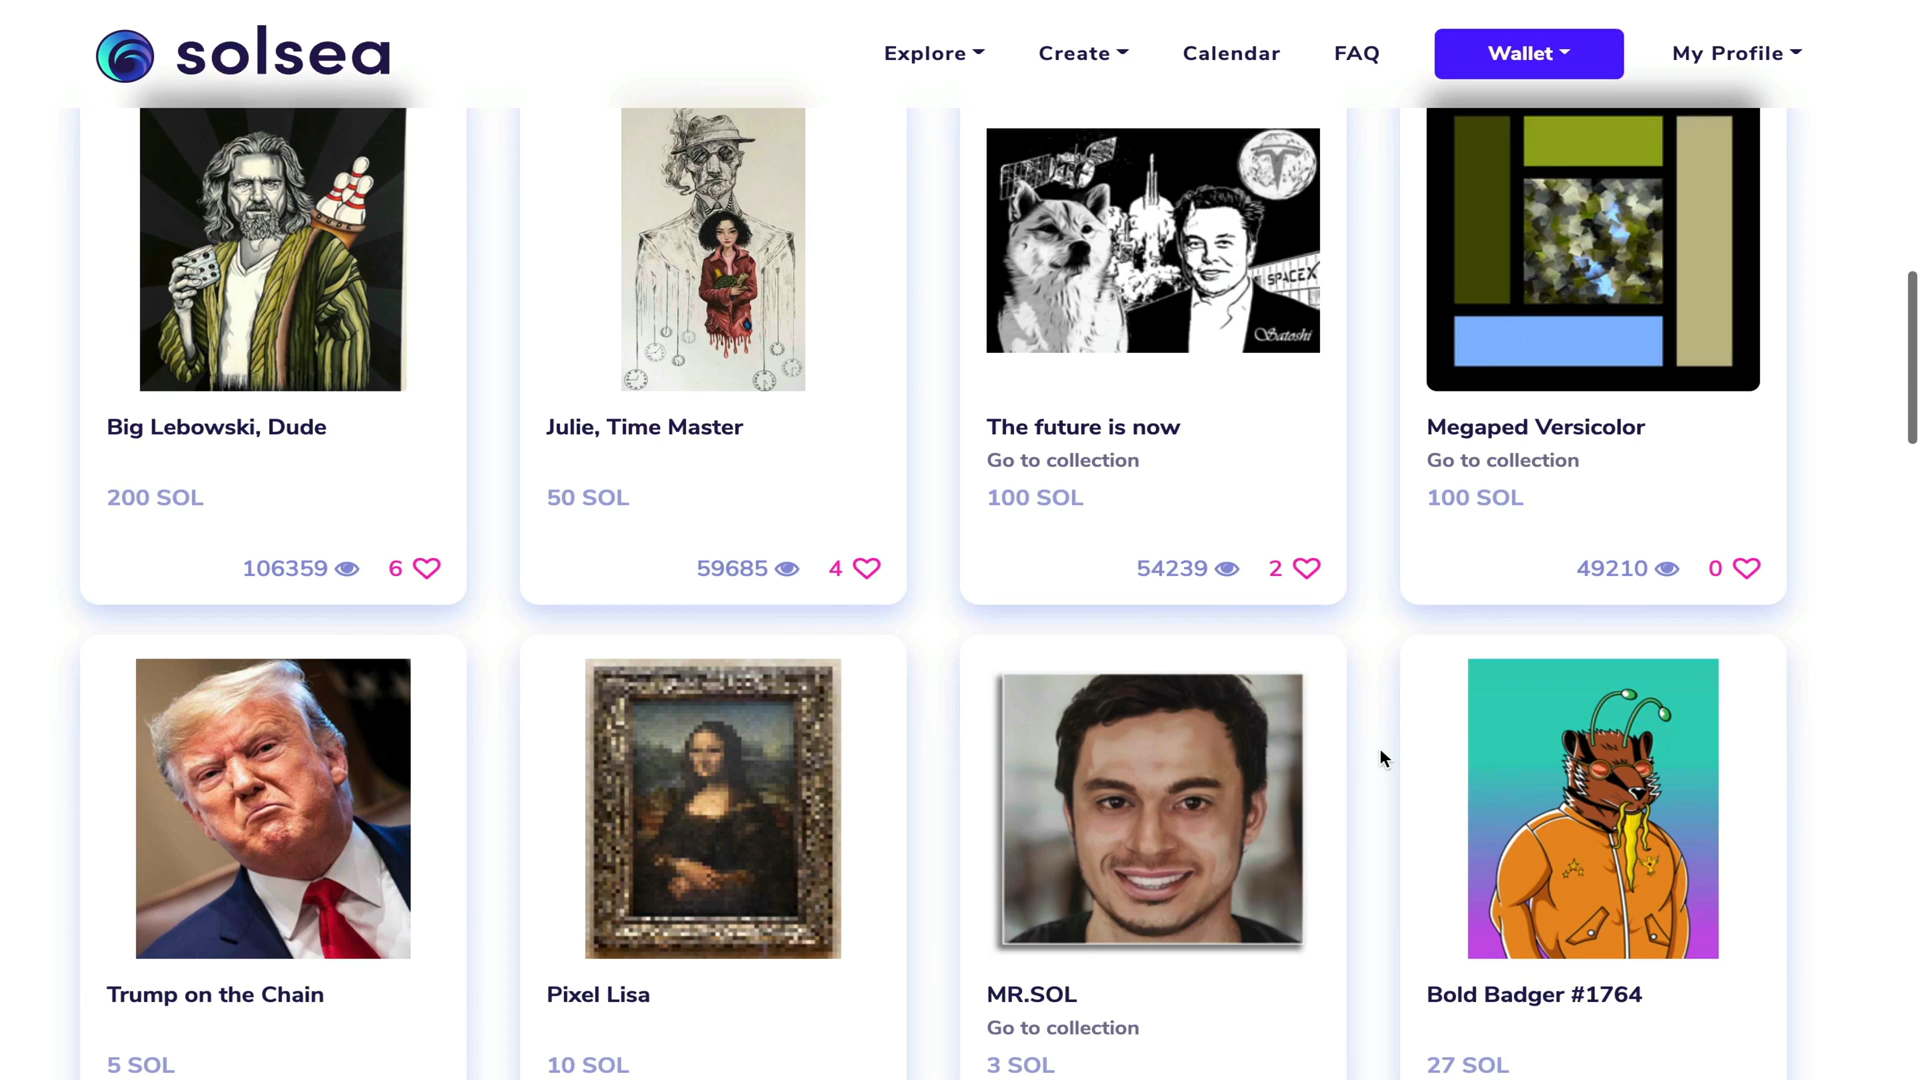 solsea
Explore
Create
Calendar
FAQ
Wallet
My Profile
SPACEX
Satoshi
DUDE
Big Lebowski, Dude
Julie, Time Master
The future is now
Megaped Versicolor
Go to collection
Go to collection
200 SOL
50 SOL
100 SOL
100 SOL
106359
6
59685
4
54239
2
49210
0
Trump on the Chain
Pixel Lisa
MR.SOL
Bold Badger #1764
Go to collection
5 SOL
10 SOL
3 SOL
27 SOL